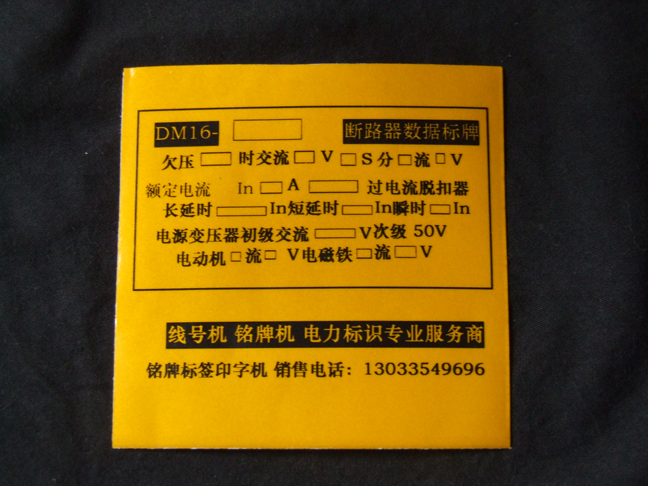 DM16- 断路器数据标牌
欠压 时交流 V S分 流 V
额定电流 In A 过电流脱扣器
长延时 In短延时 In瞬时 In
电源变压器初级交流 V次级 50V
电动机 流 V电磁铁 流 V
线号机 铭牌机 电力标识专业服务商
铭牌标签印字机 销售电话：13033549696